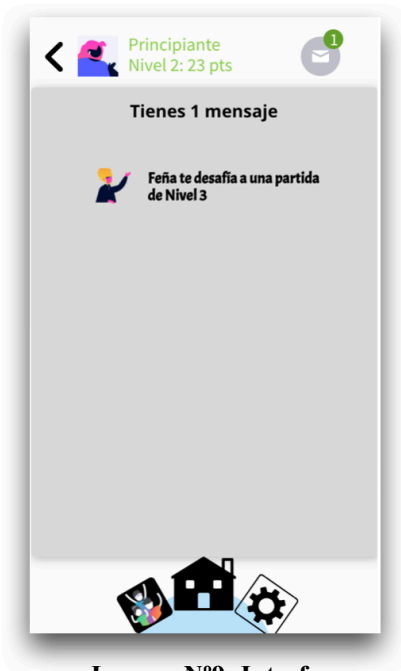 Principiante
Nivel 2: 23 pts
1
Tienes 1 mensaje
Feña te desafía a una partida
de Nivel 3